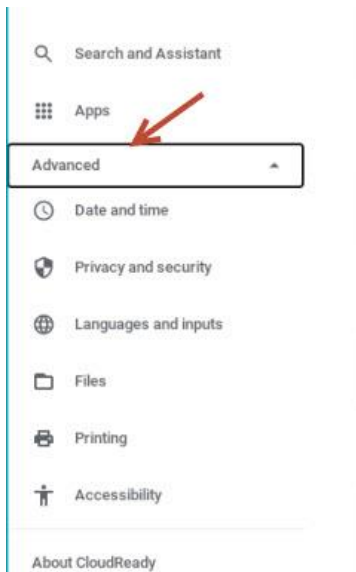 Search and Assistant
Apps
Advanced
Date and time
Privacy and security
Languages and inputs
Files
Printing
Accessibility
About CloudReady